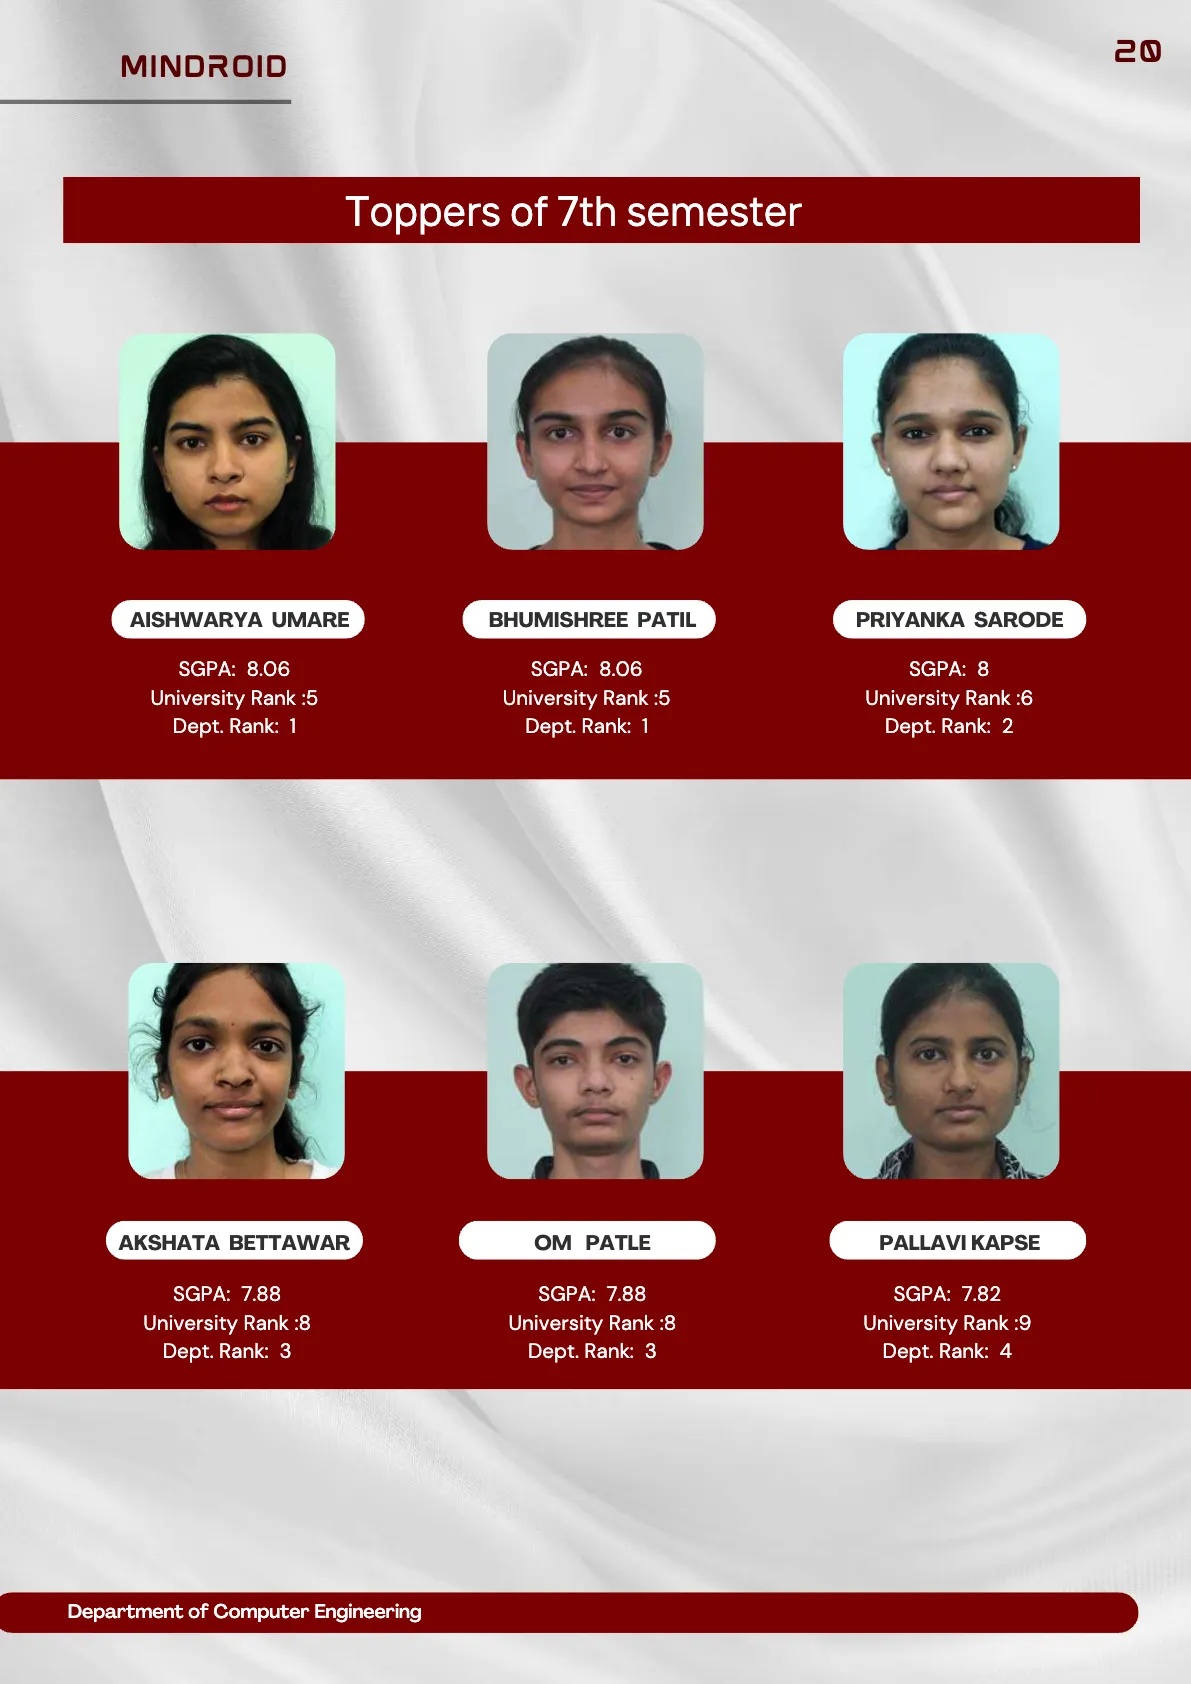 MINDROID
20
Toppers of 7th semester
AISHWARYA UMARE
SGPA: 8.06
University Rank :5
Dept. Rank: 1
BHUMISHREE PATIL
SGPA: 8.06
University Rank :5
Dept. Rank: 1
PRIYANKA SARODE
SGPA: 8
University Rank :6
Dept. Rank: 2
AKSHATA BETTAWAR
SGPA: 7.88
University Rank :8
Dept. Rank: 3
OM PATLE
SGPA: 7.88
University Rank :8
Dept. Rank: 3
PALLAVI KAPSE
SGPA: 7.82
University Rank :9
Dept. Rank: 4
Department of Computer Engineering